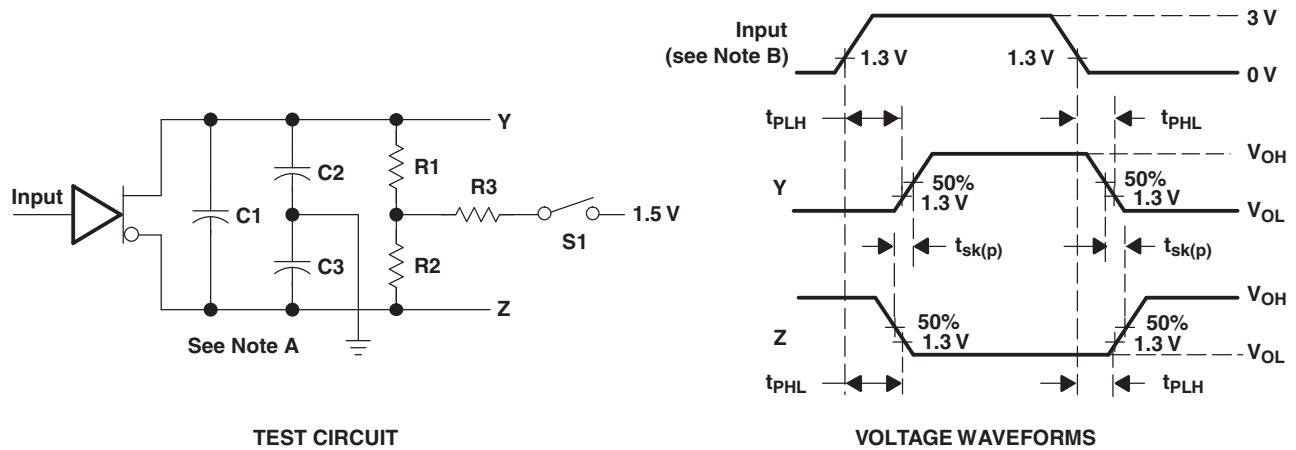 Input
Y
C2
R1
R3
C1
1.5 V
S1
C3
R2
Z
See Note A
TEST CIRCUIT
Input
(see Note B)
1.3 V
1.3 V
3 V
0 V
tPLH
tPHL
Y
50%
1.3 V
50%
1.3 V
VOH
VOL
tsk(p)
tsk(p)
Z
50%
1.3 V
50%
1.3 V
VOH
VOL
tPHL
tPLH
VOLTAGE WAVEFORMS